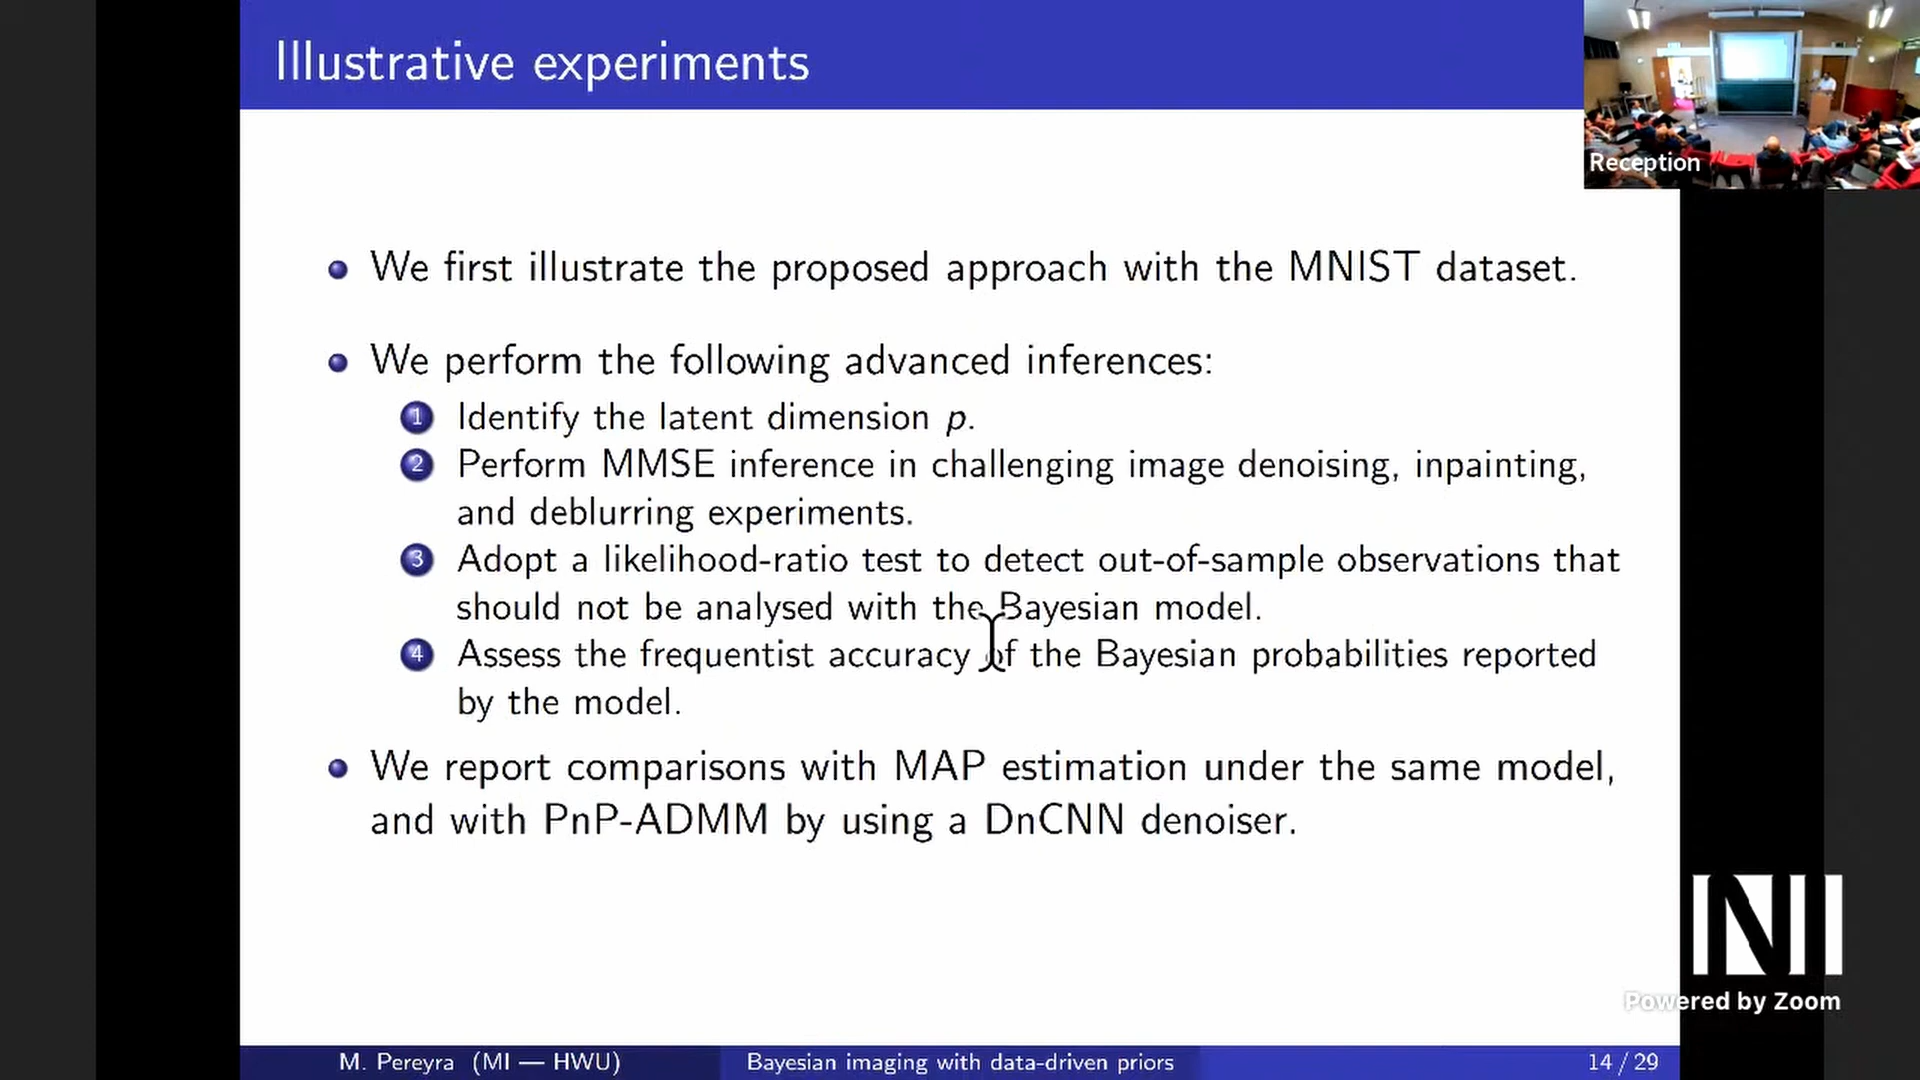 Illustrative experiments
Reception
We first illustrate the proposed approach with the MNIST dataset.
We perform the following advanced inferences:
1 Identify the latent dimension p.
2 Perform MMSE inference in challenging image denoising, inpainting,
and deblurring experiments.
3 Adopt a likelihood-ratio test to detect out-of-sample observations that
should not be analysed with the Bayesian model.
4 Assess the frequentist accuracy of the Bayesian probabilities reported
by the model.
We report comparisons with MAP estimation under the same model,
and with PnP-ADMM by using a DnCNN denoiser.
NI
Powered by Zoom
M. Pereyra (MI — HWU) Bayesian imaging with data-driven priors 14 / 29